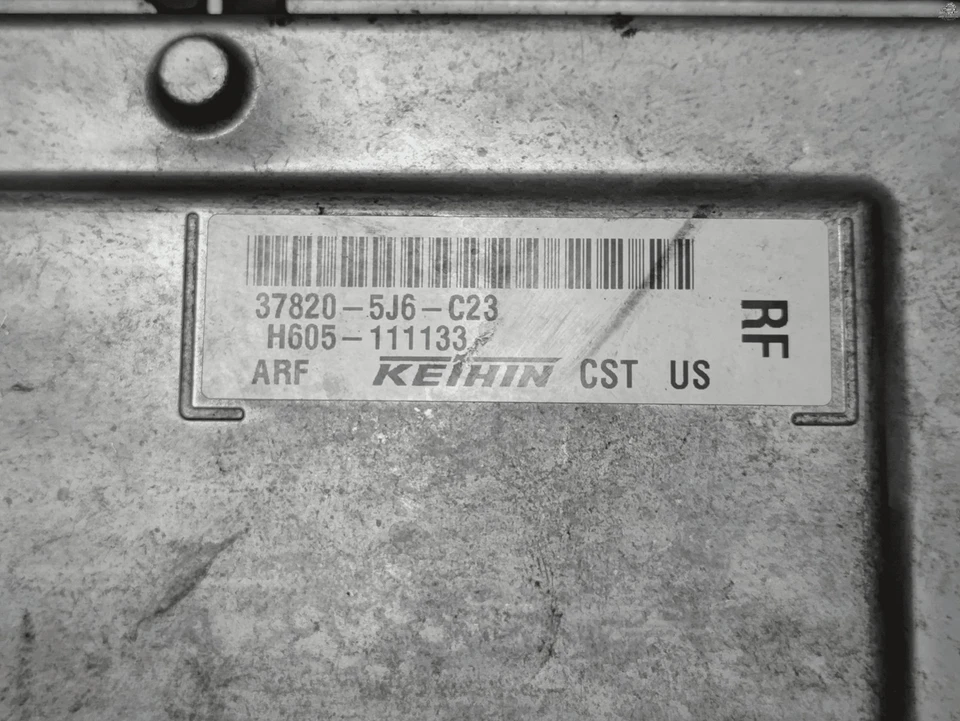 37820-5J6-C23
H605-111133
ARF KEIHIN CST US
RF